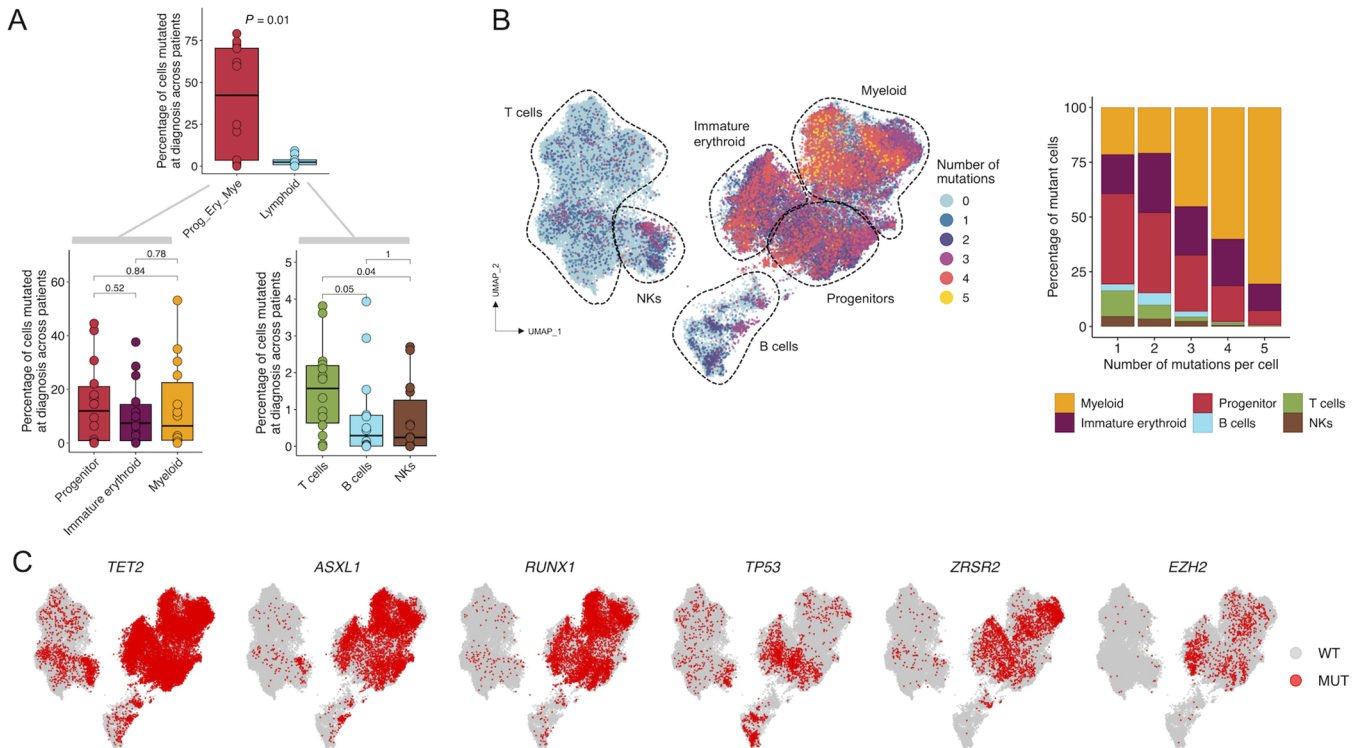 A
Percentage of cells mutated
at diagnosis across patients
75
50
25
0
P = 0.01
Prog_Ery_Mye
Lymphoid
Percentage of cells mutated
at diagnosis across patients
60
40
20
0
0.78
0.84
0.52
Progenitor
Immature erythroid
Myeloid
Percentage of cells mutated
at diagnosis across patients
5
4
3
2
1
0
1
0.04
0.05
T cells
B cells
NKs
B
T cells
Immature
erythroid
Myeloid
NKs
Progenitors
B cells
UMAP_2
UMAP_1
Number of
mutations
0
1
2
3
4
5
Percentage of mutant cells
100
75
50
25
0
1 2 3 4 5
Number of mutations per cell
Myeloid
Immature erythroid
Progenitor
B cells
T cells
NKs
C
TET2
ASXL1
RUNX1
TP53
ZRSR2
EZH2
WT
MUT